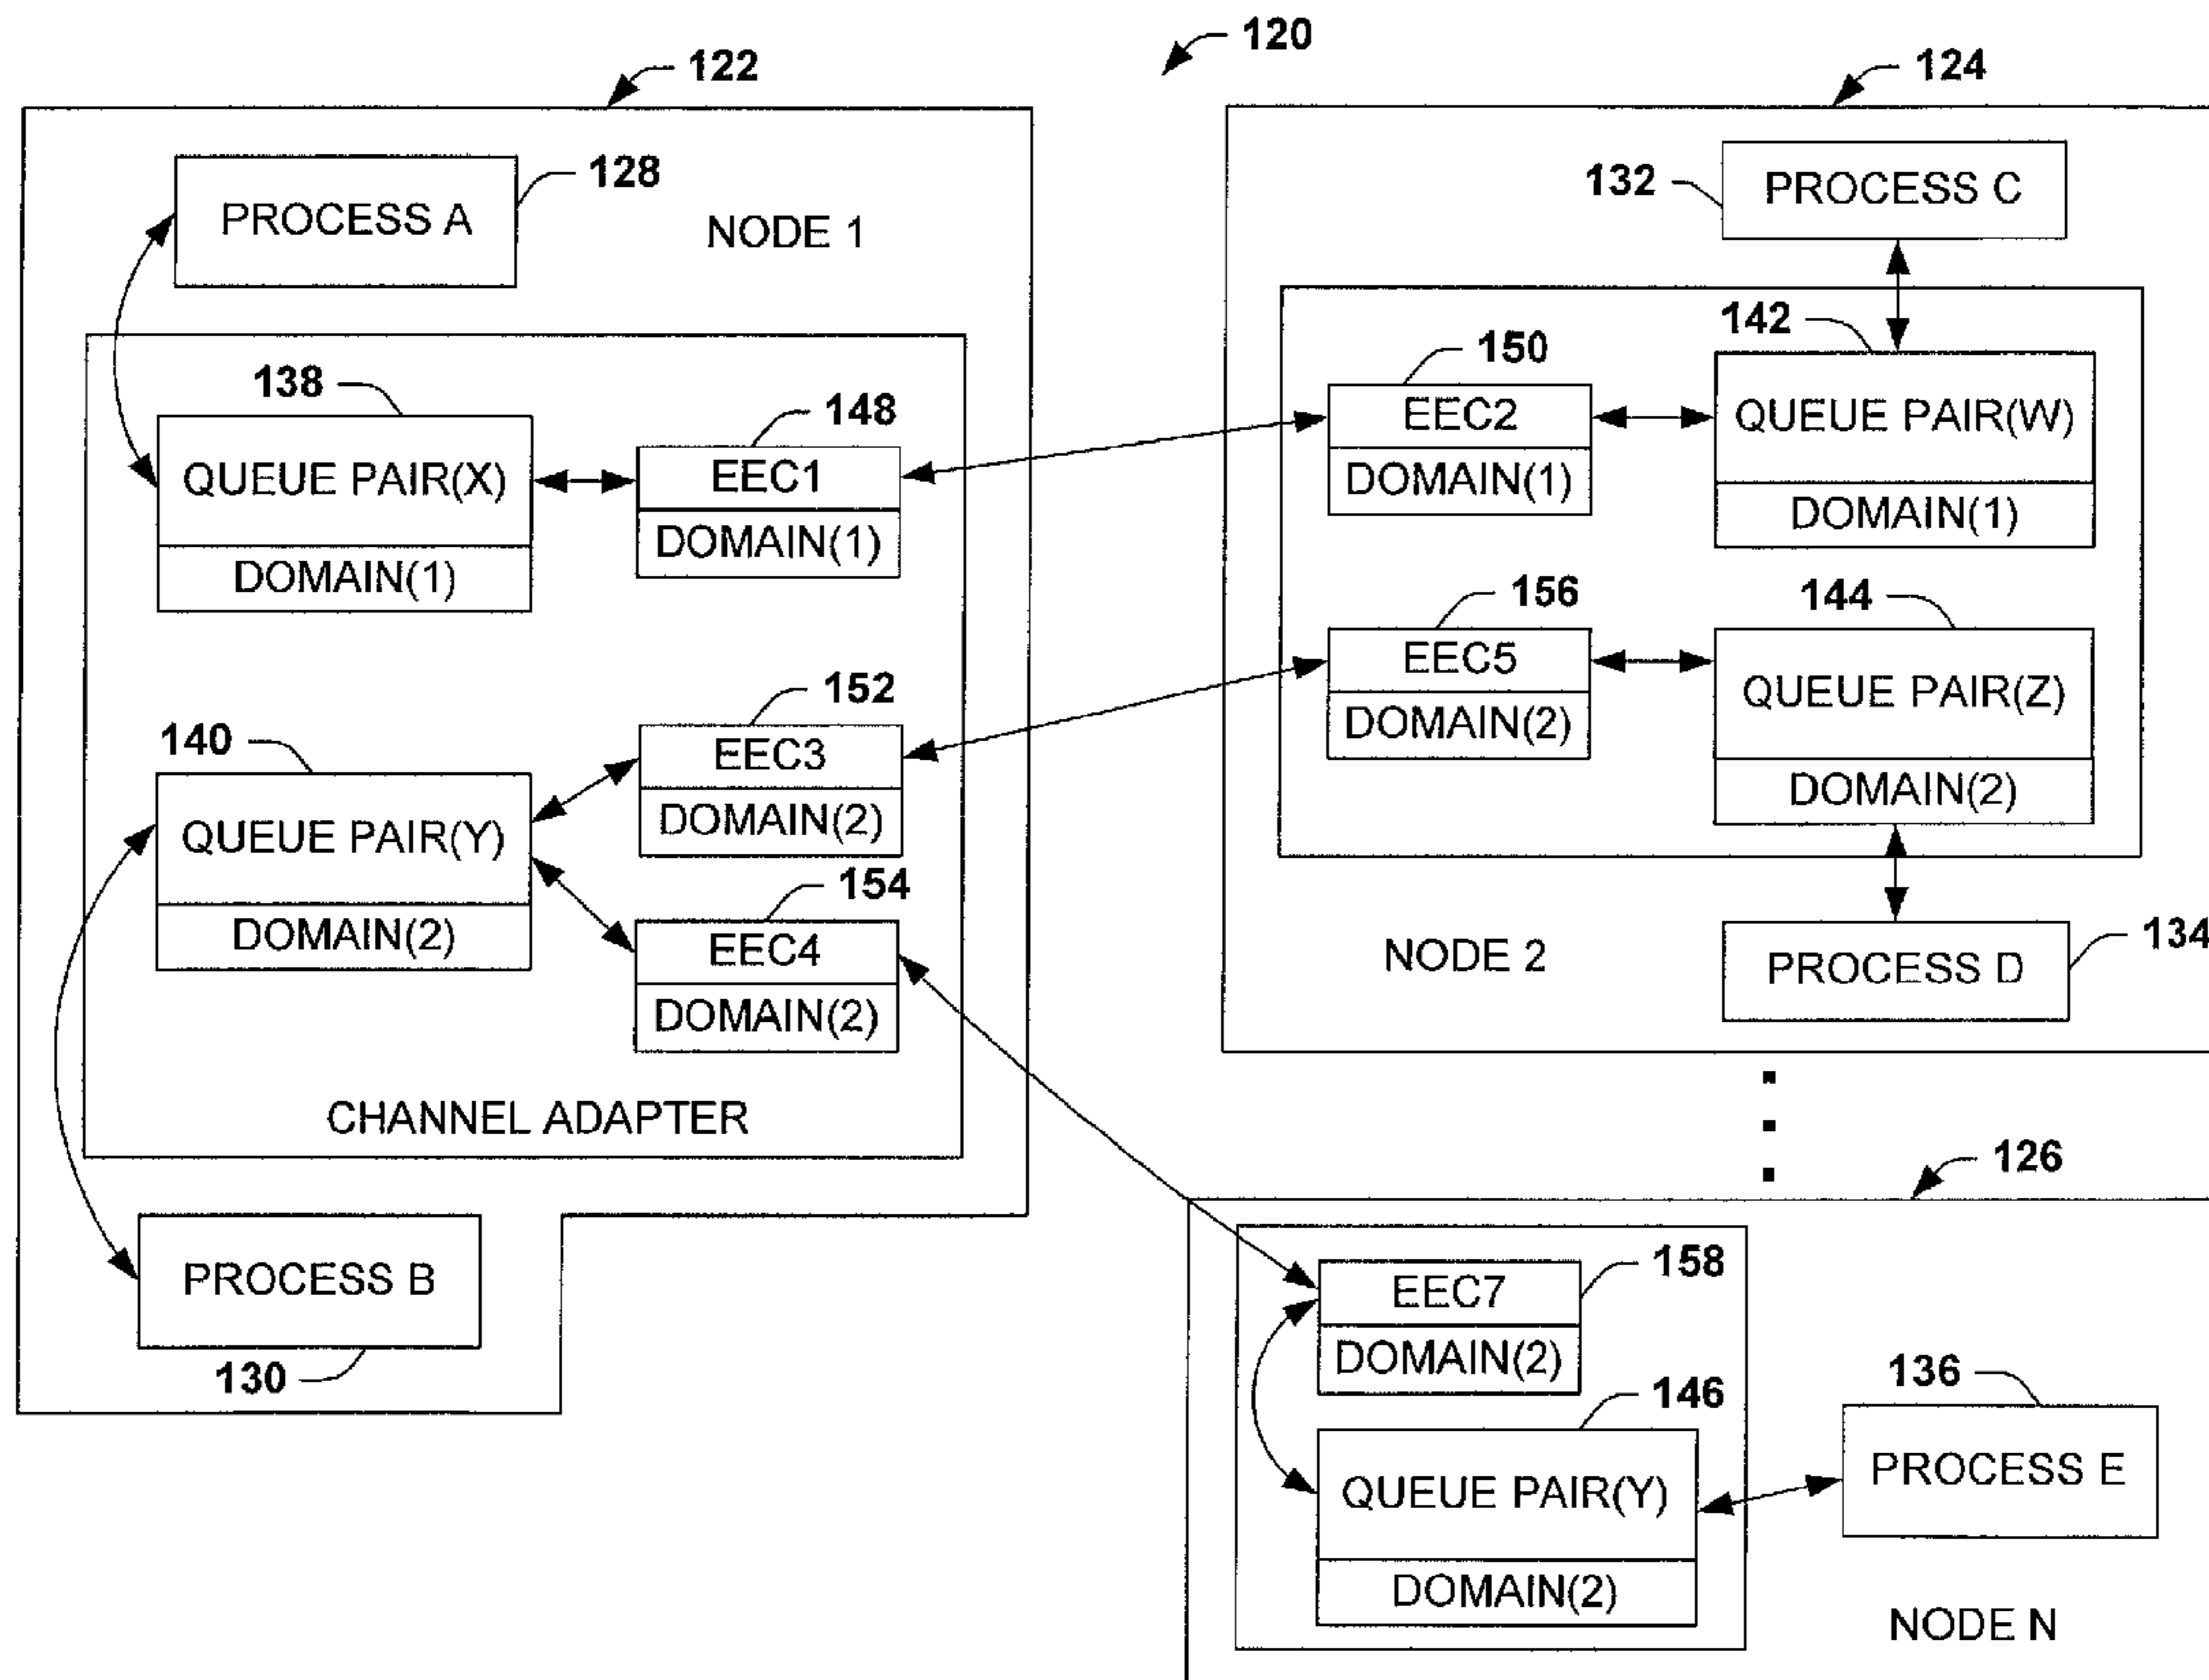 120
122
124
PROCESS A
128
NODE 1
132
PROCESS C
138
QUEUE PAIR(X)
DOMAIN(1)
148
EEC1
DOMAIN(1)
150
EEC2
DOMAIN(1)
142
QUEUE PAIR(W)
DOMAIN(1)
140
QUEUE PAIR(Y)
DOMAIN(2)
152
EEC3
DOMAIN(2)
154
EEC4
DOMAIN(2)
CHANNEL ADAPTER
156
EEC5
DOMAIN(2)
144
QUEUE PAIR(Z)
DOMAIN(2)
NODE 2
PROCESS D
134
PROCESS B
130
126
EEC7
DOMAIN(2)
158
146
QUEUE PAIR(Y)
DOMAIN(2)
136
PROCESS E
NODE N